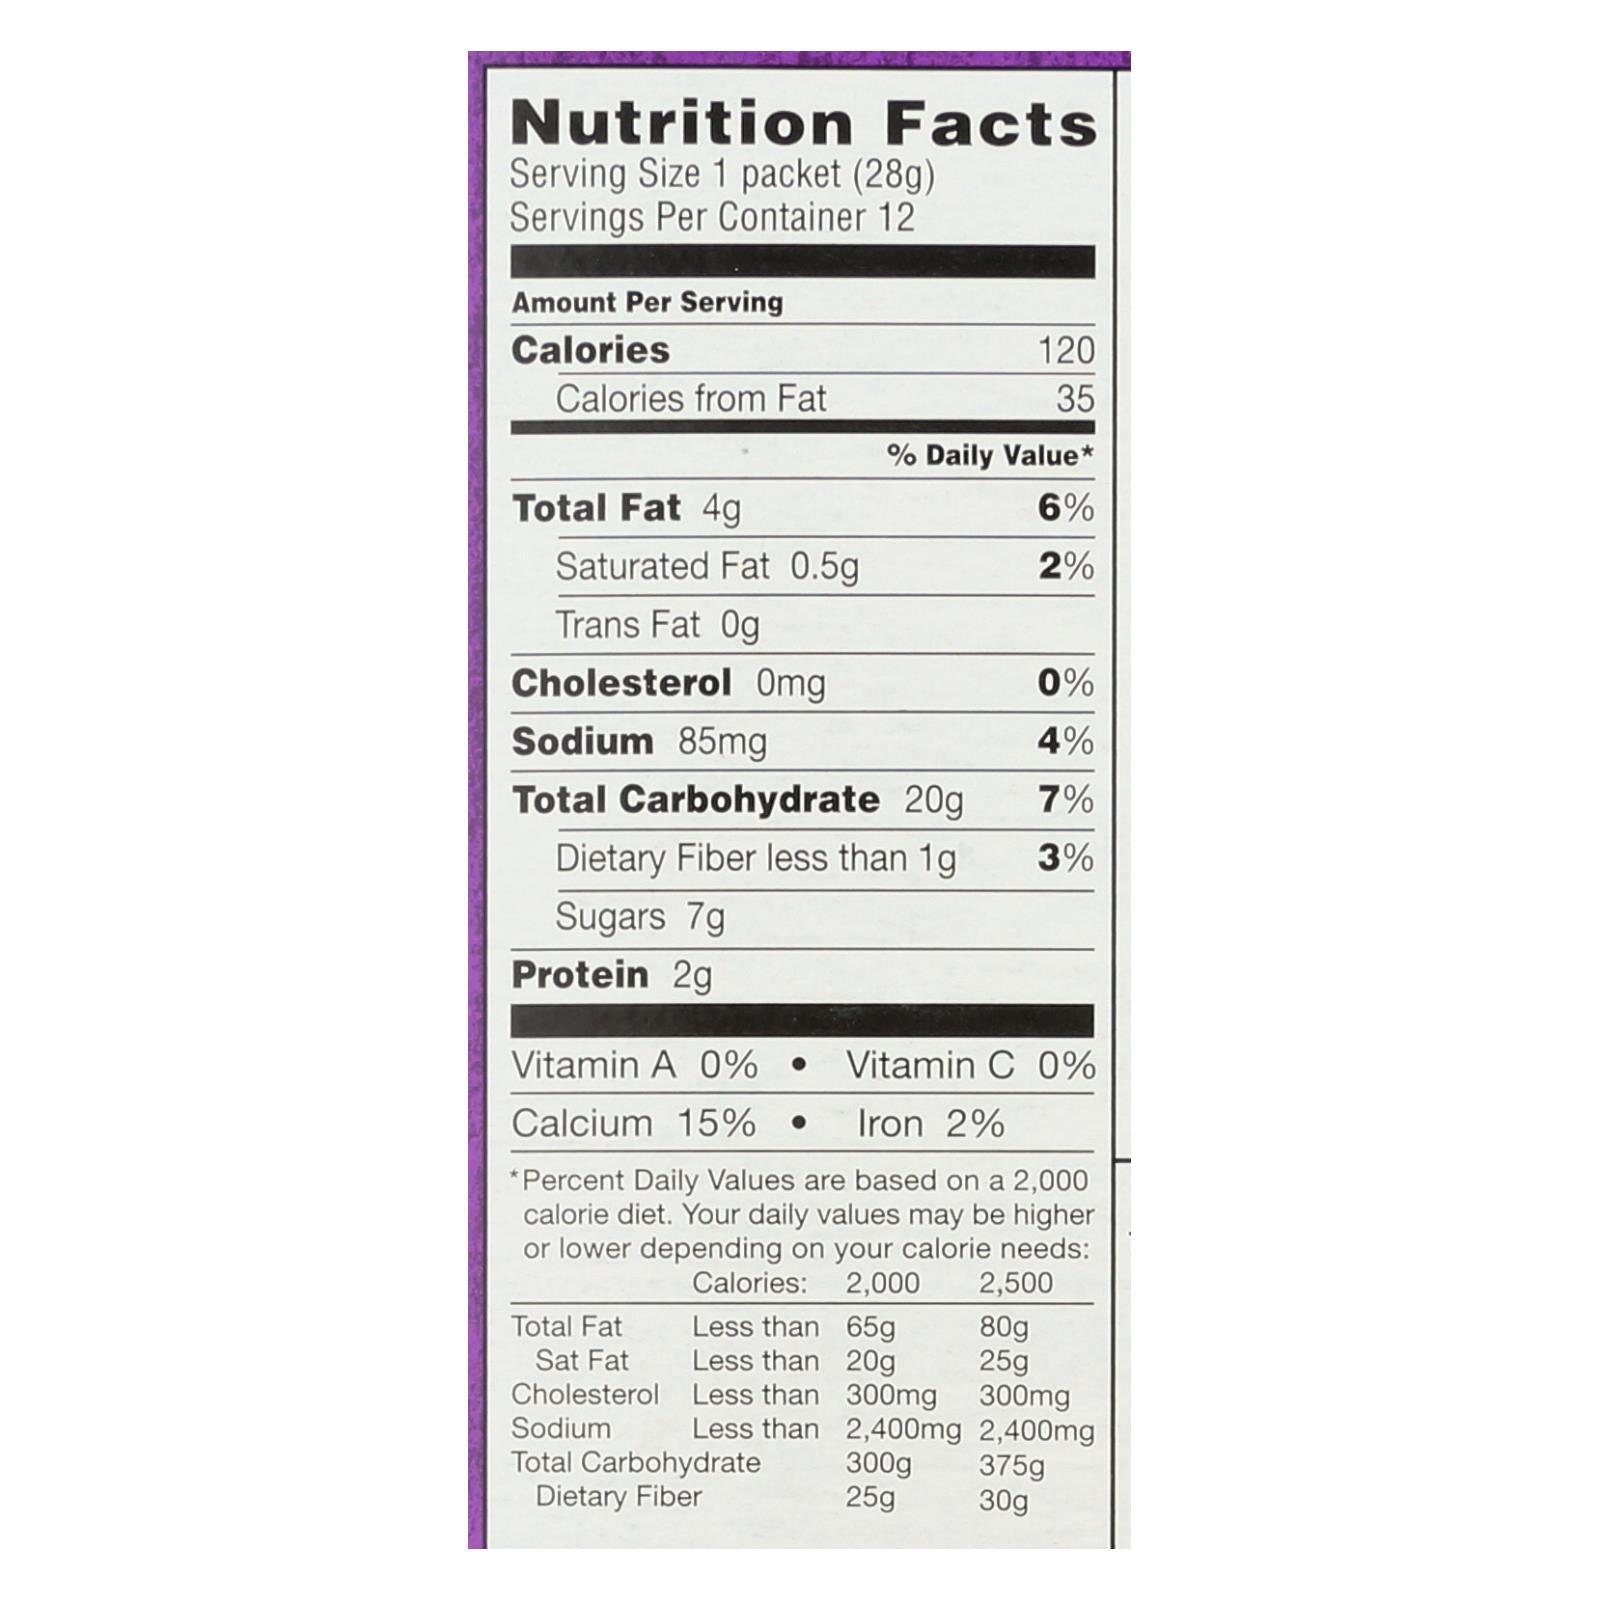 Nutrition Facts
Serving Size 1 packet (28g)
Servings Per Container 12
Amount Per Serving
Calories 120
Calories from Fat 35
% Daily Value*
Total Fat 4g 6%
Saturated Fat 0.5g 2%
Trans Fat 0g
Cholesterol 0mg 0%
Sodium 85mg 4%
Total Carbohydrate 20g 7%
Dietary Fiber less than 1g 3%
Sugars 7g
Protein 2g
Vitamin A 0% • Vitamin C 0%
Calcium 15% • Iron 2%
*Percent Daily Values are based on a 2,000
calorie diet. Your daily values may be higher
or lower depending on your calorie needs:
Calories: 2,000 2,500
Total Fat Less than 65g 80g
Sat Fat Less than 20g 25g
Cholesterol Less than 300mg 300mg
Sodium Less than 2,400mg 2,400mg
Total Carbohydrate 300g 375g
Dietary Fiber 25g 30g